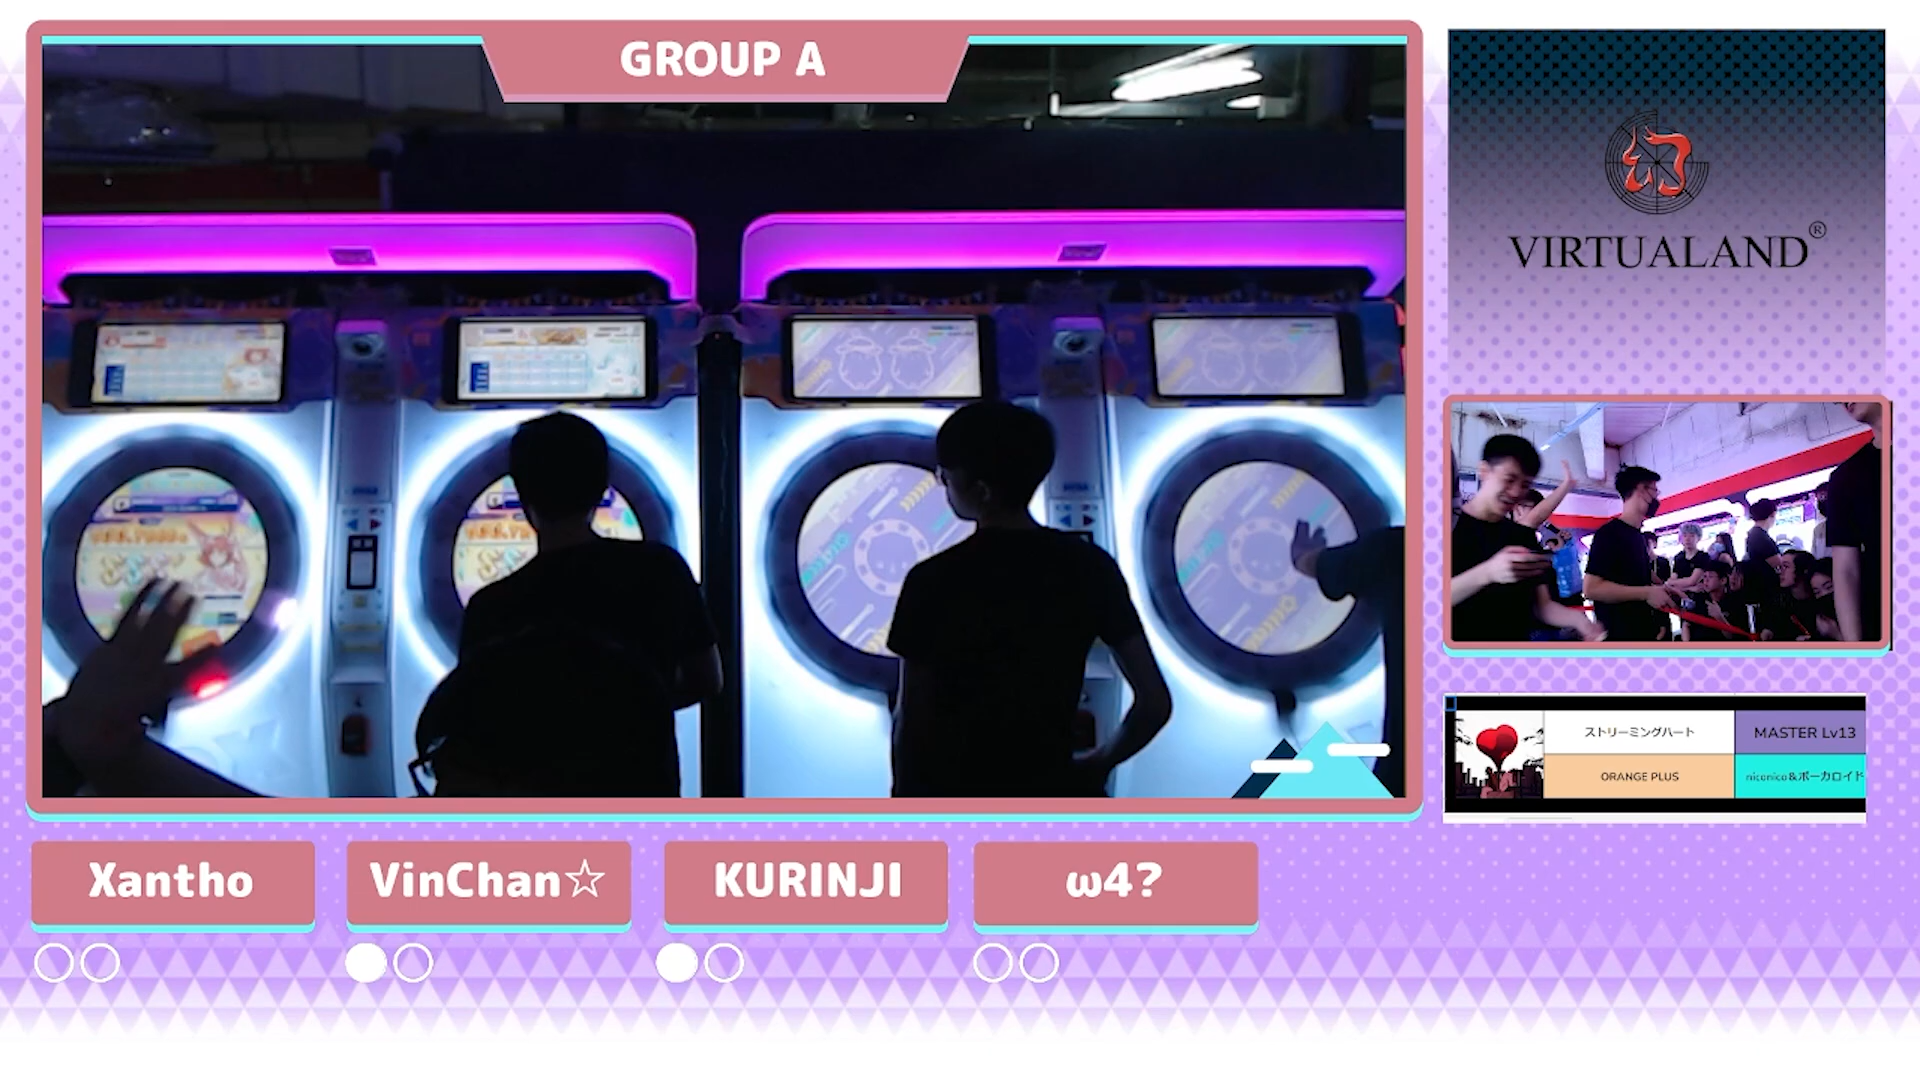 GROUP A
幻
VIRTUALAND®
ストリーミングハート
MASTER Lv13
ORANGE PLUS
niconico&ボーカロイド
Xantho
VinChan☆
KURINJI
ω4?